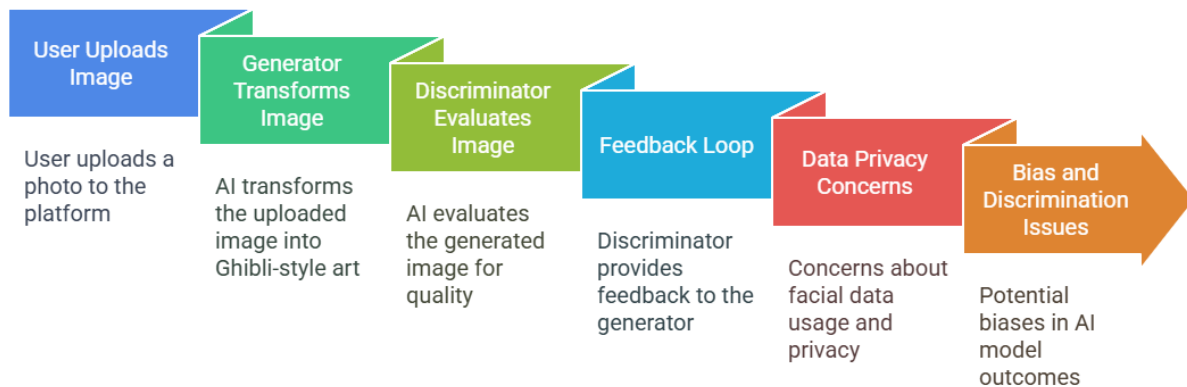 User Uploads
Image
User uploads a
photo to the
platform
Generator
Transforms
Image
AI transforms
the uploaded
image into
Ghibli-style art
Discriminator
Evaluates
Image
AI evaluates
the generated
image for
quality
Feedback Loop
Discriminator
provides
feedback to the
generator
Data Privacy
Concerns
Concerns about
facial data
usage and
privacy
Bias and
Discrimination
Issues
Potential
biases in AI
model
outcomes